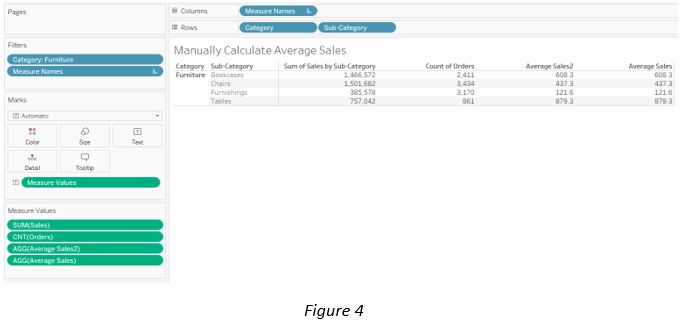 Pages
Columns
Measure Names
Rows
Category
Sub-Category
Filters
Category: Furniture
Measure Names
Marks
Automatic
Color
Size
Text
Detail
Tooltip
Measure Values
Measure Values
SUM(Sales)
CNT(Orders)
AGG(Average Sales2)
AGG(Average Sales)
Manually Calculate Average Sales
Category Sub-Category Sum of Sales by Sub-Category Count of Orders Average Sales2 Average Sales
Furniture Bookcases 1,466,572 2,411 608.3 608.3
Chairs 1,501,682 3,434 437.3 437.3
Furnishings 385,578 3,170 121.6 121.6
Tables 757,042 861 879.3 879.3
Figure 4